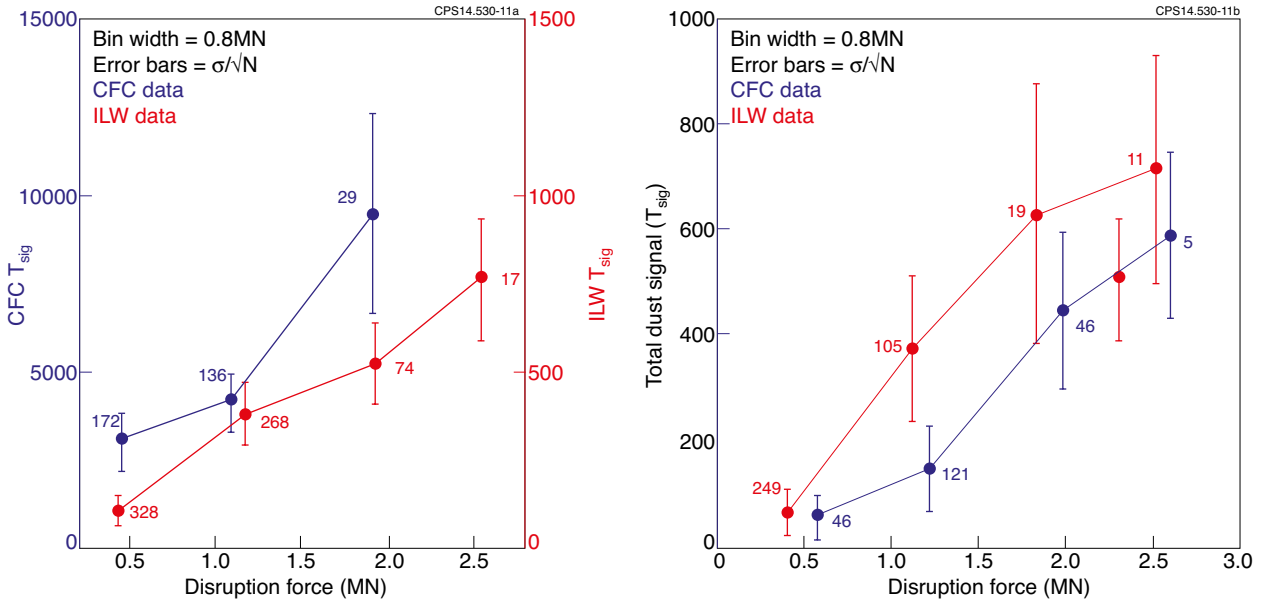 CPS14.530-11a
Bin width = 0.8MN
Error bars = σ/√N
CFC data
ILW data
15000
10000
5000
0
CFC T_sig
1500
1000
500
0
ILW T_sig
172
136
29
328
268
74
17
0.5
1.0
1.5
2.0
2.5
Disruption force (MN)
CPS14.530-11b
Bin width = 0.8MN
Error bars = σ/√N
CFC data
ILW data
1000
800
600
400
200
0
Total dust signal (T_sig)
249
105
19
11
46
121
46
5
0
0.5
1.0
1.5
2.0
2.5
3.0
Disruption force (MN)